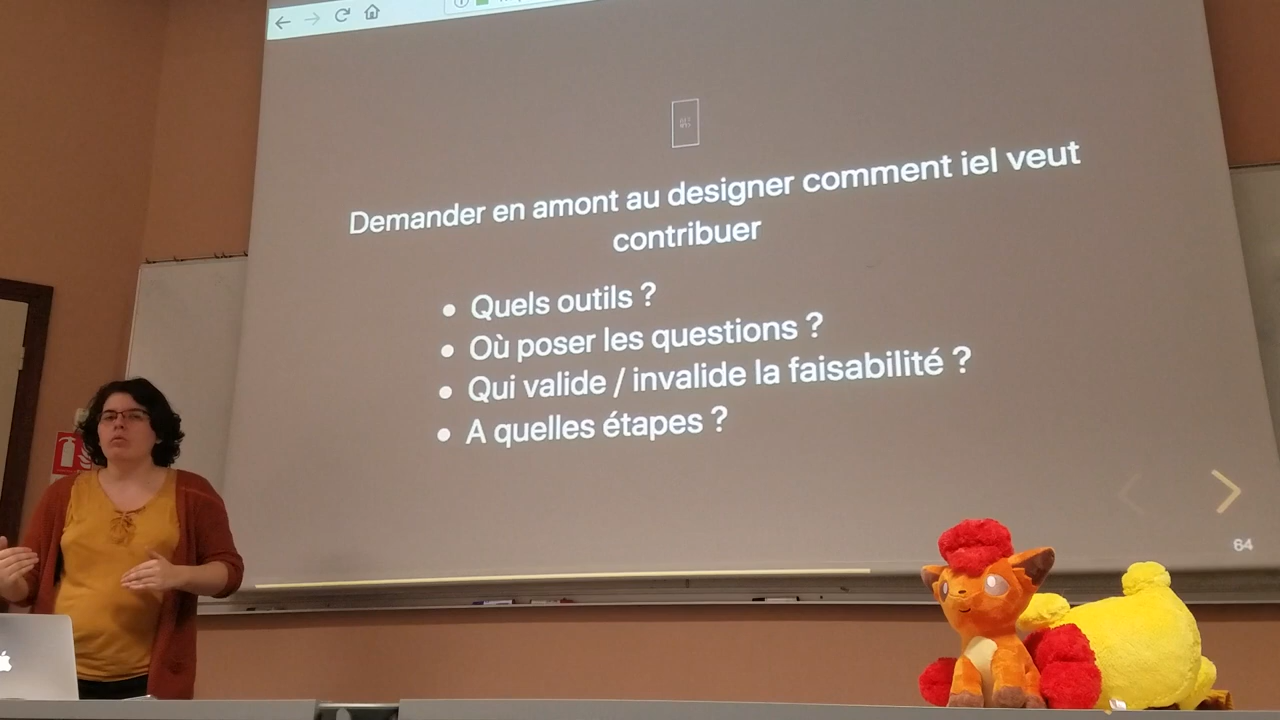 Demander en amont au designer comment iel veut
contribuer
• Quels outils ?
• Où poser les questions ?
• Qui valide / invalide la faisabilité ?
• A quelles étapes ?
64